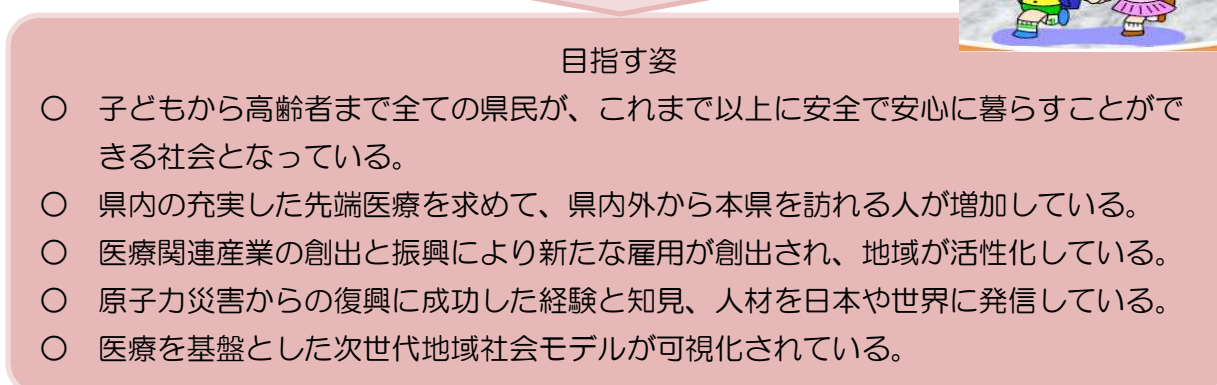 目指す姿
○ 子どもから高齢者まで全ての県民が、これまで以上に安全で安心に暮らすことがで
きる社会となっている。
○ 県内の充実した先端医療を求めて、県内外から本県を訪れる人が増加している。
○ 医療関連産業の創出と振興により新たな雇用が創出され、地域が活性化している。
○ 原子力災害からの復興に成功した経験と知見、人材を日本や世界に発信している。
○ 医療を基盤とした次世代地域社会モデルが可視化されている。